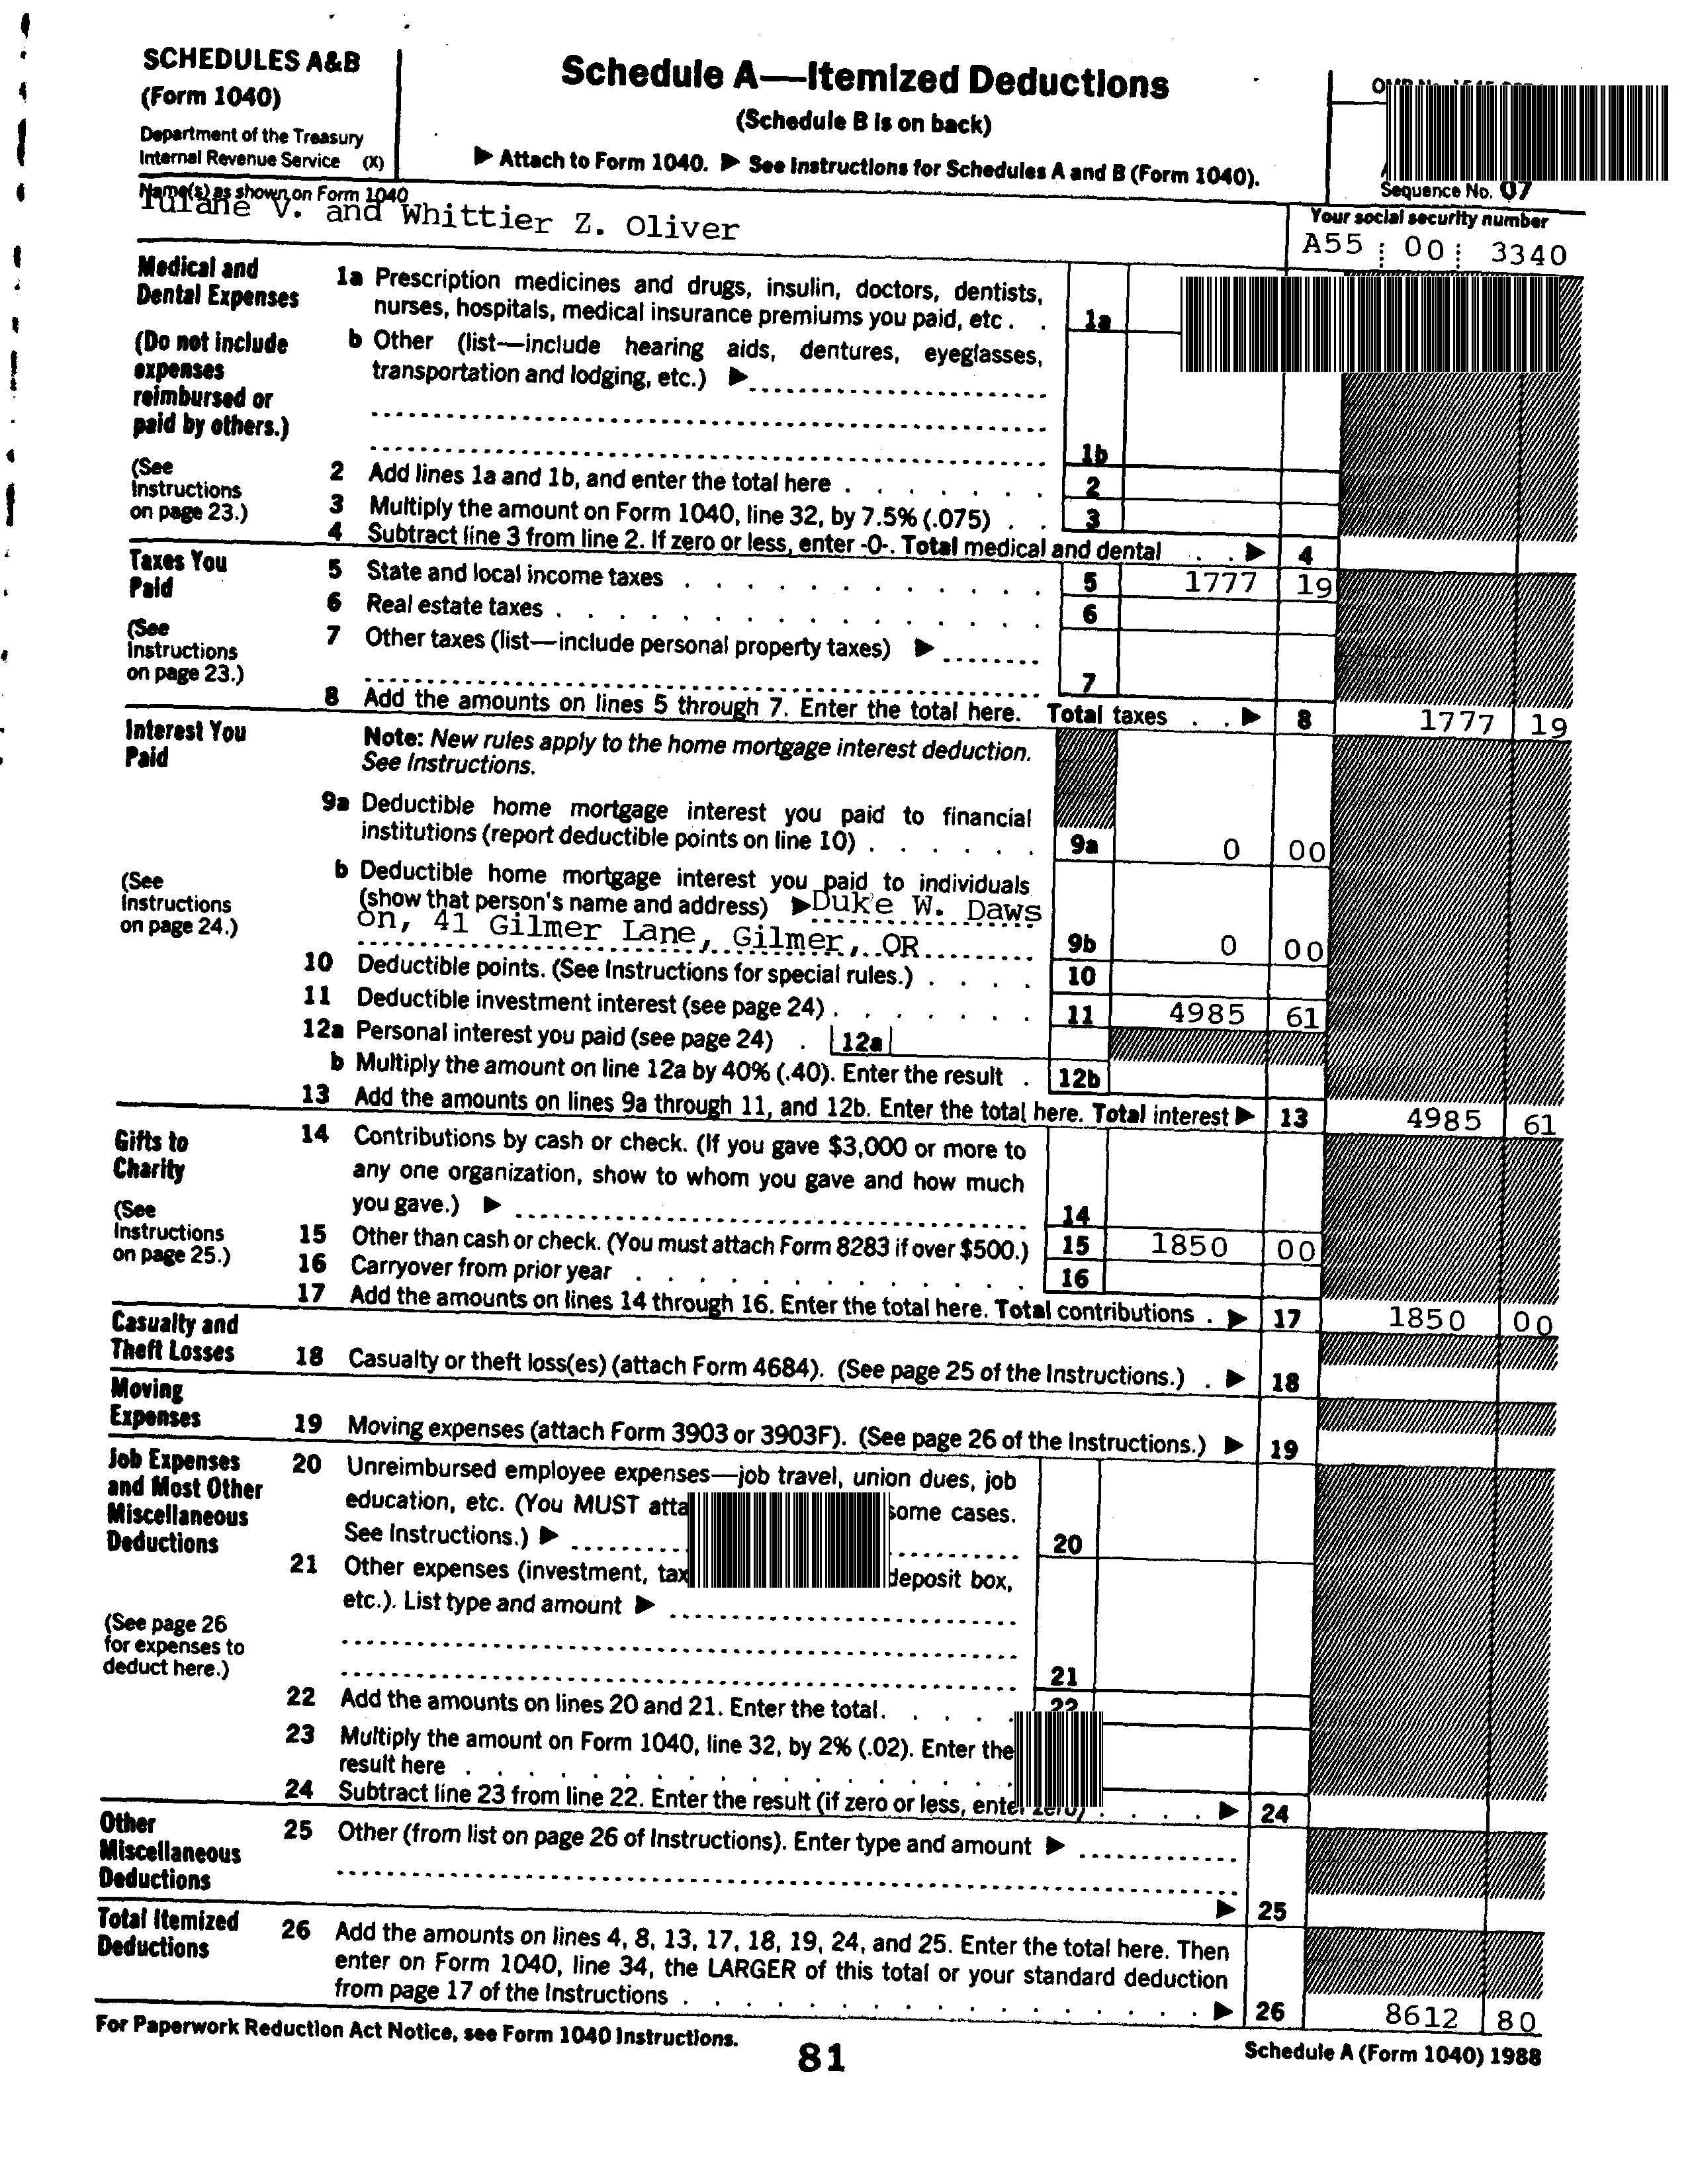 SCHEDULES A&B
(Form 1040)
Department of the Treasury
Internal Revenue Service (X)
Schedule A—Itemized Deductions
(Schedule B is on back)
▶ Attach to Form 1040. ▶ See Instructions for Schedules A and B (Form 1040).
Sequence No. 07
Name(s) as shown on Form 1040
Tulane V. and Whittier Z. Oliver
Your social security number
A55 00 3340
Medical and Dental Expenses
(Do not include expenses reimbursed or paid by others.)
(See Instructions on page 23.)
1a Prescription medicines and drugs, insulin, doctors, dentists,
nurses, hospitals, medical insurance premiums you paid, etc . . 1a
b Other (list—include hearing aids, dentures, eyeglasses,
transportation and lodging, etc.) ▶
1b
2 Add lines 1a and 1b, and enter the total here . . . . . . . 2
3 Multiply the amount on Form 1040, line 32, by 7.5% (.075) . . 3
4 Subtract line 3 from line 2. If zero or less, enter -0-. Total medical and dental . . ▶ 4
Taxes You Paid
(See Instructions on page 23.)
5 State and local income taxes . . . . . . . . . . . 5 1777 19
6 Real estate taxes . . . . . . . . . . . . . . . 6
7 Other taxes (list—include personal property taxes) ▶
7
8 Add the amounts on lines 5 through 7. Enter the total here. Total taxes . . ▶ 8 1777 19
Interest You Paid
(See Instructions on page 24.)
Note: New rules apply to the home mortgage interest deduction.
See Instructions.
9a Deductible home mortgage interest you paid to financial
institutions (report deductible points on line 10) . . . . . . 9a 0 00
b Deductible home mortgage interest you paid to individuals
(show that person's name and address) ▶ Duke W. Daws
on, 41 Gilmer Lane, Gilmer, OR 9b 0 00
10 Deductible points. (See Instructions for special rules.) . . . . 10
11 Deductible investment interest (see page 24) . . . . . . . 11 4985 61
12a Personal interest you paid (see page 24) . 12a
b Multiply the amount on line 12a by 40% (.40). Enter the result . 12b
13 Add the amounts on lines 9a through 11, and 12b. Enter the total here. Total interest ▶ 13 4985 61
Gifts to Charity
(See Instructions on page 25.)
14 Contributions by cash or check. (If you gave $3,000 or more to
any one organization, show to whom you gave and how much
you gave.) ▶ 14
15 Other than cash or check. (You must attach Form 8283 if over $500.) 15 1850 00
16 Carryover from prior year . . . . . . . . . . . . . 16
17 Add the amounts on lines 14 through 16. Enter the total here. Total contributions . ▶ 17 1850 00
Casualty and Theft Losses
18 Casualty or theft loss(es) (attach Form 4684). (See page 25 of the Instructions.) . ▶ 18
Moving Expenses
19 Moving expenses (attach Form 3903 or 3903F). (See page 26 of the Instructions.) ▶ 19
Job Expenses and Most Other Miscellaneous Deductions
(See page 26 for expenses to deduct here.)
20 Unreimbursed employee expenses—job travel, union dues, job
education, etc. (You MUST some cases.
See Instructions.) ▶ 20
21 Other expenses (investment, tax deposit box,
etc.). List type and amount ▶
21
22 Add the amounts on lines 20 and 21. Enter the total. . . . . 22
23 Multiply the amount on Form 1040, line 32, by 2% (.02). Enter the
result here . . . . . . . . . . . . . . . . .
24 Subtract line 23 from line 22. Enter the result (if zero or less, enter zero) . . . . ▶ 24
Other Miscellaneous Deductions
25 Other (from list on page 26 of Instructions). Enter type and amount ▶
▶ 25
Total Itemized Deductions
26 Add the amounts on lines 4, 8, 13, 17, 18, 19, 24, and 25. Enter the total here. Then
enter on Form 1040, line 34, the LARGER of this total or your standard deduction
from page 17 of the Instructions . . . . . . . . . . . . . . . . . ▶ 26 8612 80
For Paperwork Reduction Act Notice, see Form 1040 Instructions.
81
Schedule A (Form 1040) 1988